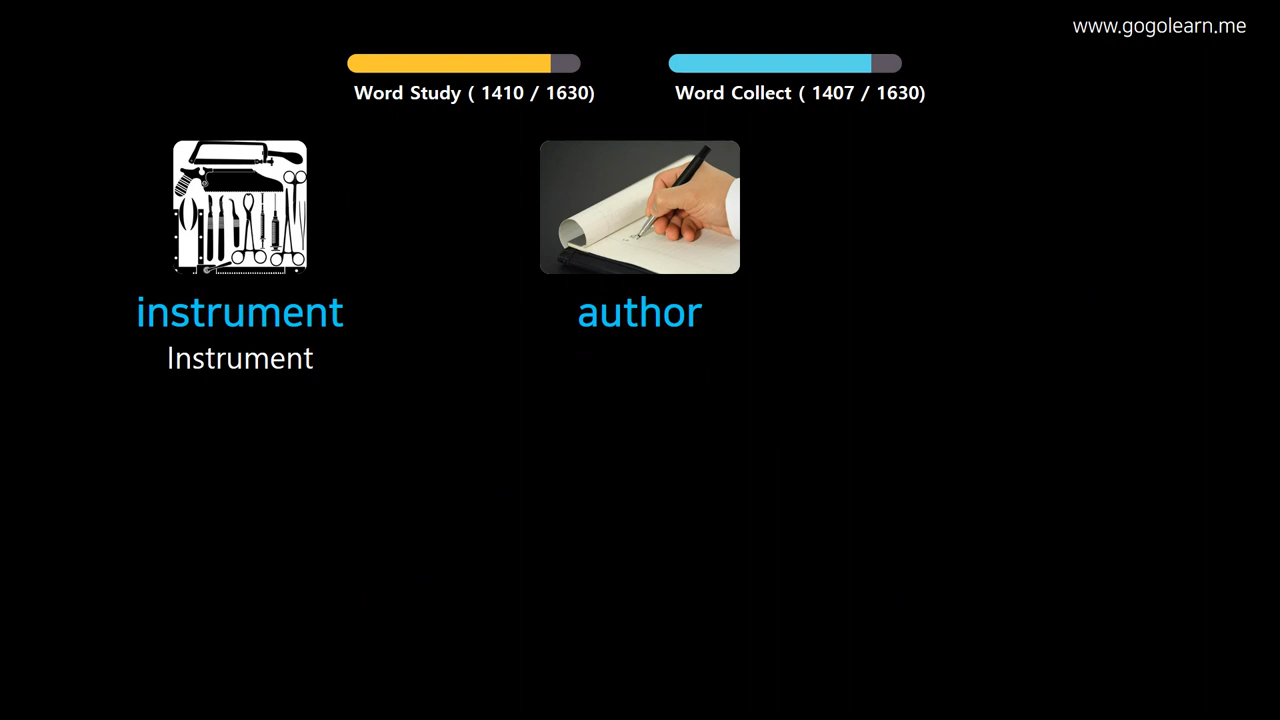 www.gogolearn.me
Word Study ( 1410 / 1630)
Word Collect ( 1407 / 1630)
instrument
author
Instrument